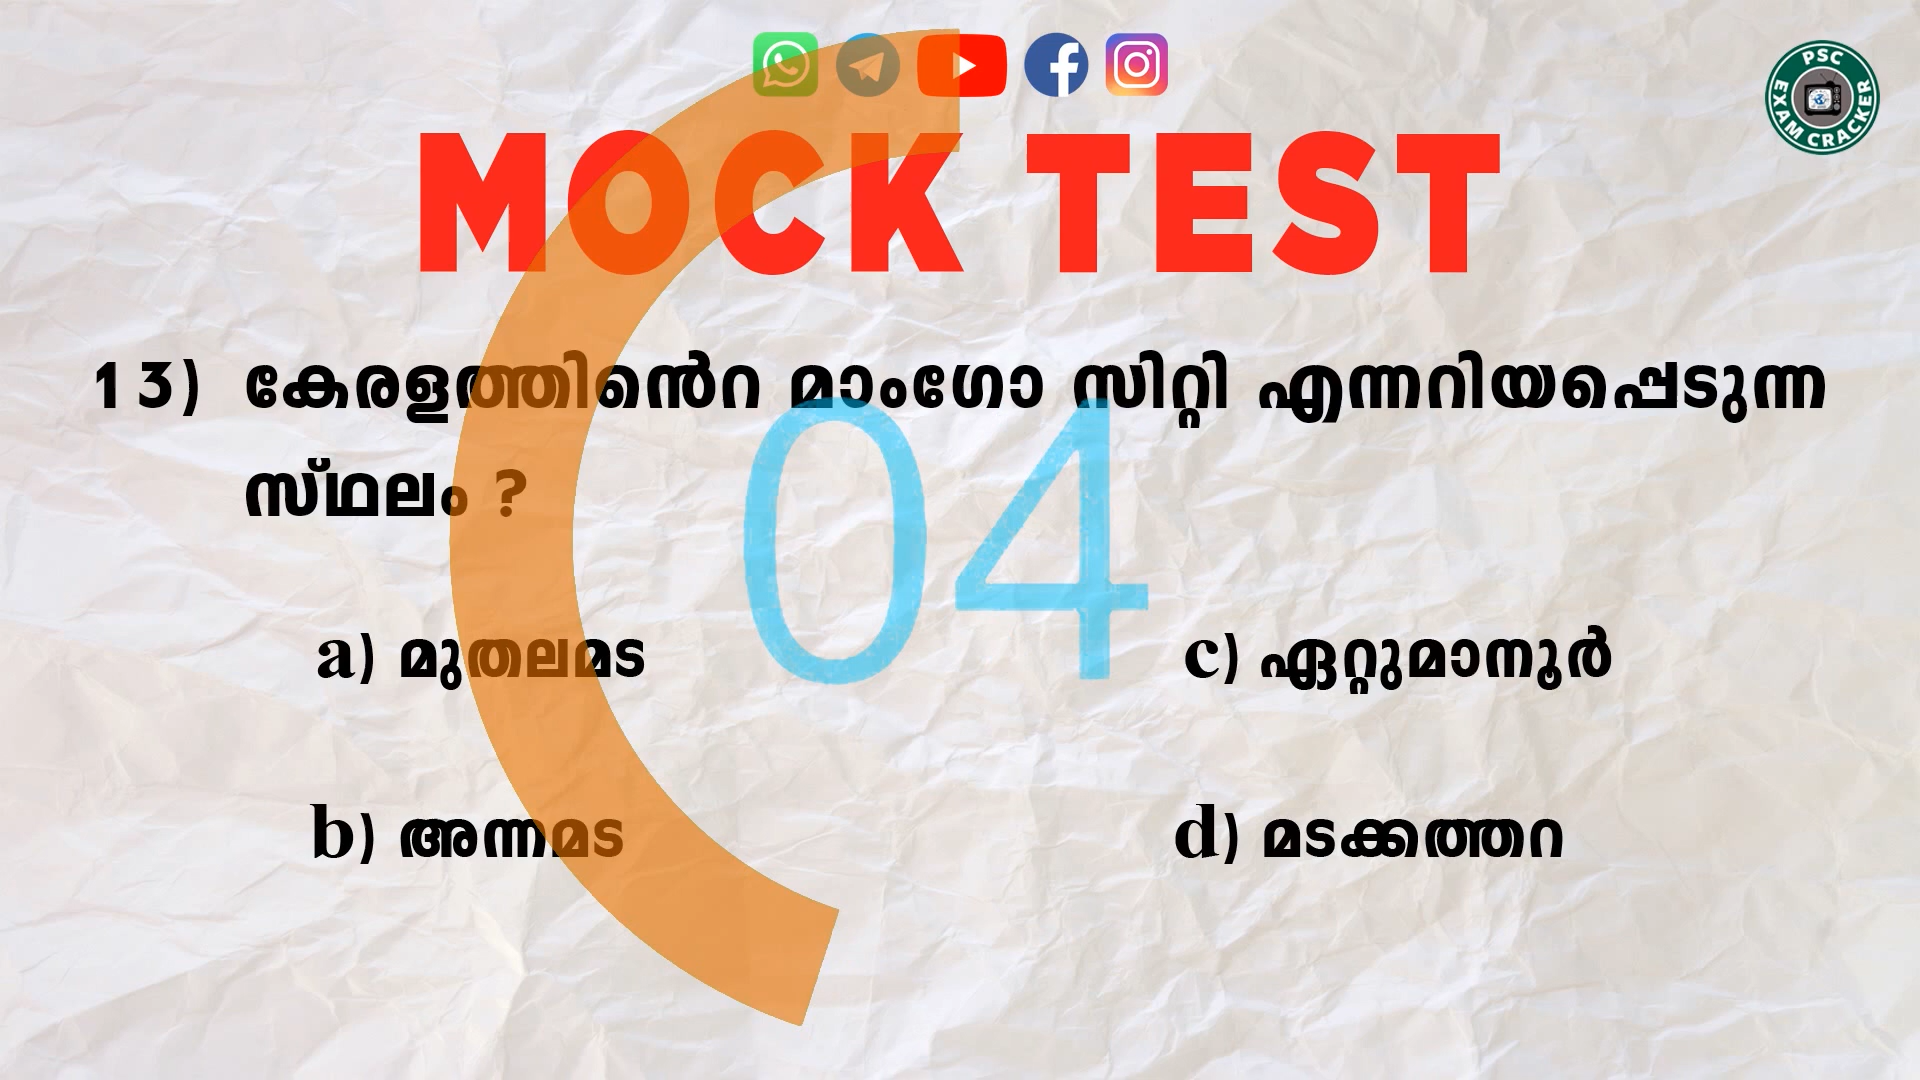 PSC
EXAM CRACKER
MOCK TEST
13) കേരളത്തിൻെറ മാംഗോ സിറ്റി എന്നറിയപ്പെടുന്ന
സ്ഥലം ?
04
a) മുതലമട
c) ഏറ്റുമാനൂർ
b) അന്നമട
d) മടക്കത്തറ